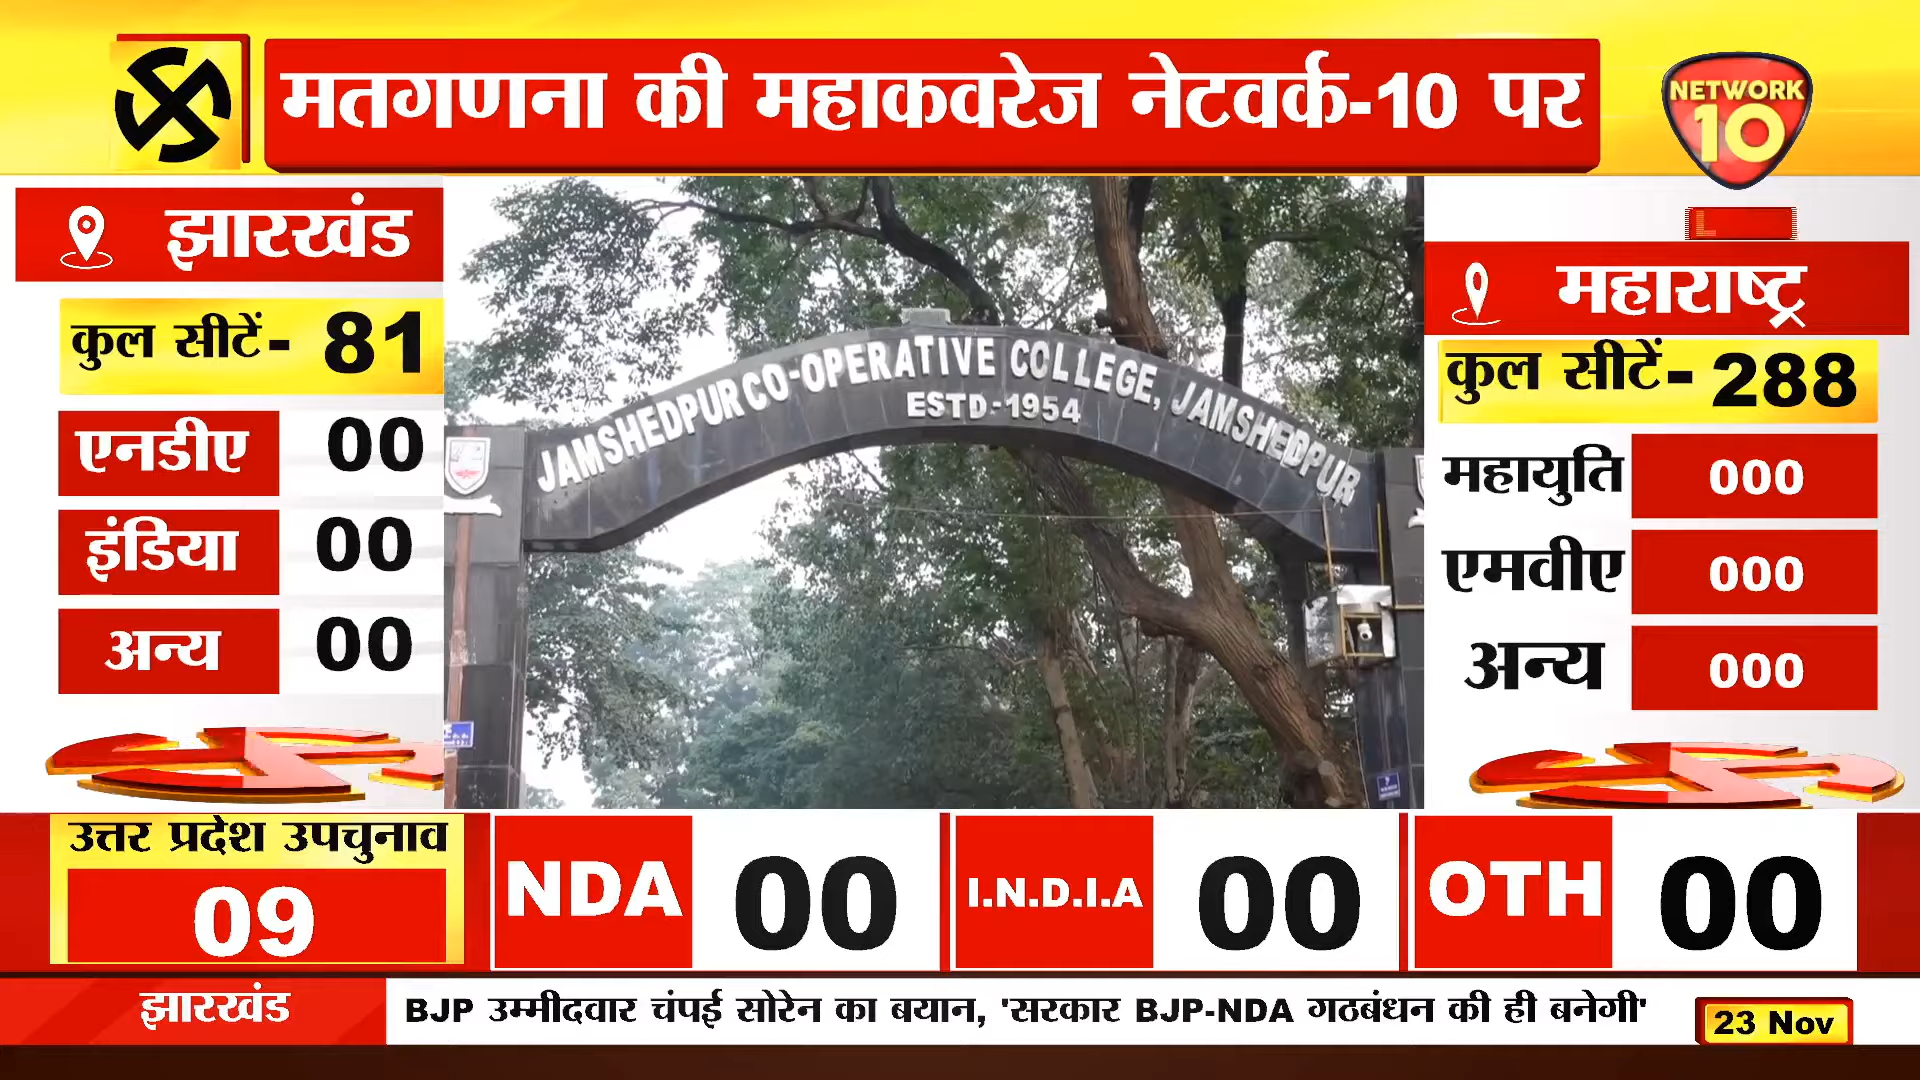 मतगणना की महाकवरेज नेटवर्क-10 पर
NETWORK
10
झारखंड
कुल सीटें- 81
एनडीए 00
इंडिया 00
अन्य 00
JAMSHEDPUR CO-OPERATIVE COLLEGE, JAMSHEDPUR
ESTD-1954
महाराष्ट्र
कुल सीटें- 288
महायुति 000
एमवीए 000
अन्य 000
उत्तर प्रदेश उपचुनाव
09
NDA 00
I.N.D.I.A 00
OTH 00
झारखंड
BJP उम्मीदवार चंपई सोरेन का बयान, 'सरकार BJP-NDA गठबंधन की ही बनेगी'
23 Nov